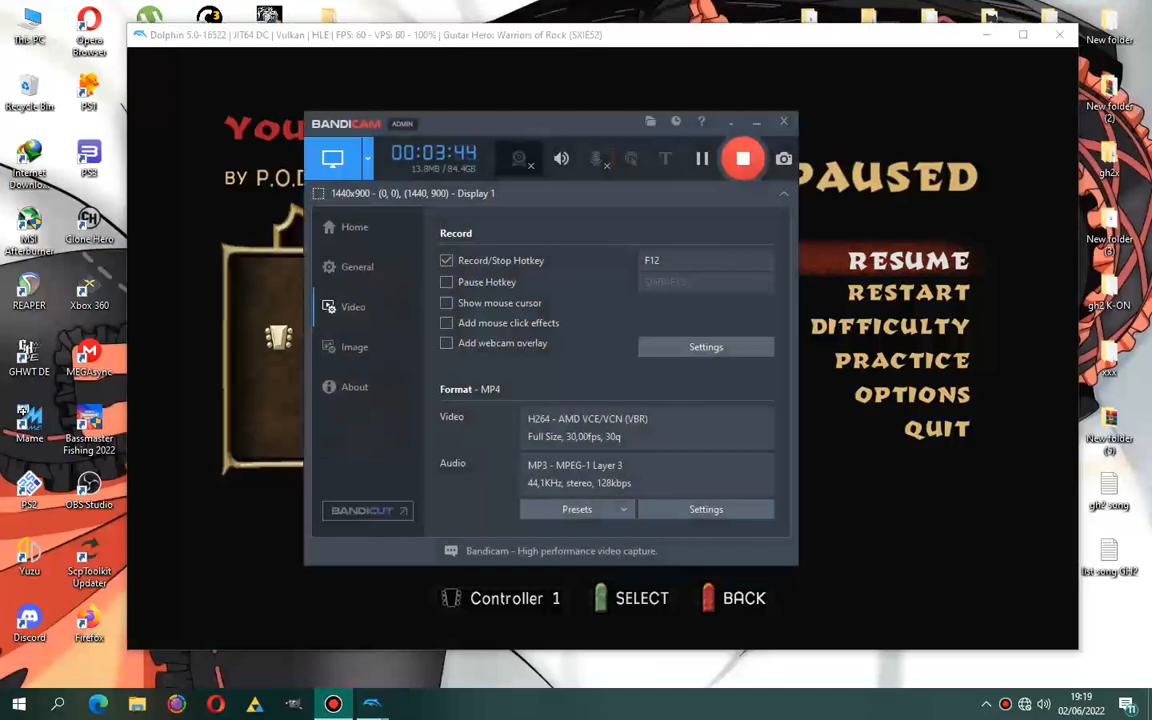 Dolphin 5.0-16522 | JIT64 DC | Vulkan | HLE | FPS: 60 - VPS: 60 - 100% | Guitar Hero: Warriors of Rock (SXIE52)
This PC
Opera Browser
Recycle Bin
PS1
Internet Downlo...
PS3
MSI Afterburner
Clone Hero
REAPER
Xbox 360
GHWT DE
MEGAsync
Mame
Bassmaster Fishing 2022
PS2
OBS Studio
Yuzu
ScpToolkit Updater
Discord
Firefox
New folder
New folder (2)
gh2x
New folder
gh2 K-ON
xxx
New folder
gh2 song
list song GH2
You
BY P.O.D
PAUSED
RESUME
RESTART
DIFFICULTY
PRACTICE
OPTIONS
QUIT
Controller 1
SELECT
BACK
BANDICAM
ADMIN
00:03:44
13.8MB / 84.4GB
1440x900 - (0, 0), (1440, 900) - Display 1
Home
General
Video
Image
About
BANDICUT
Record
Record/Stop Hotkey
F12
Pause Hotkey
Show mouse cursor
Add mouse click effects
Add webcam overlay
Settings
Format - MP4
Video
H264 - AMD VCE/VCN (VBR)
Full Size, 30,00fps, 30q
Audio
MP3 - MPEG-1 Layer 3
44,1KHz, stereo, 128kbps
Presets
Settings
Bandicam - High performance video capture.
19:19
02/06/2022